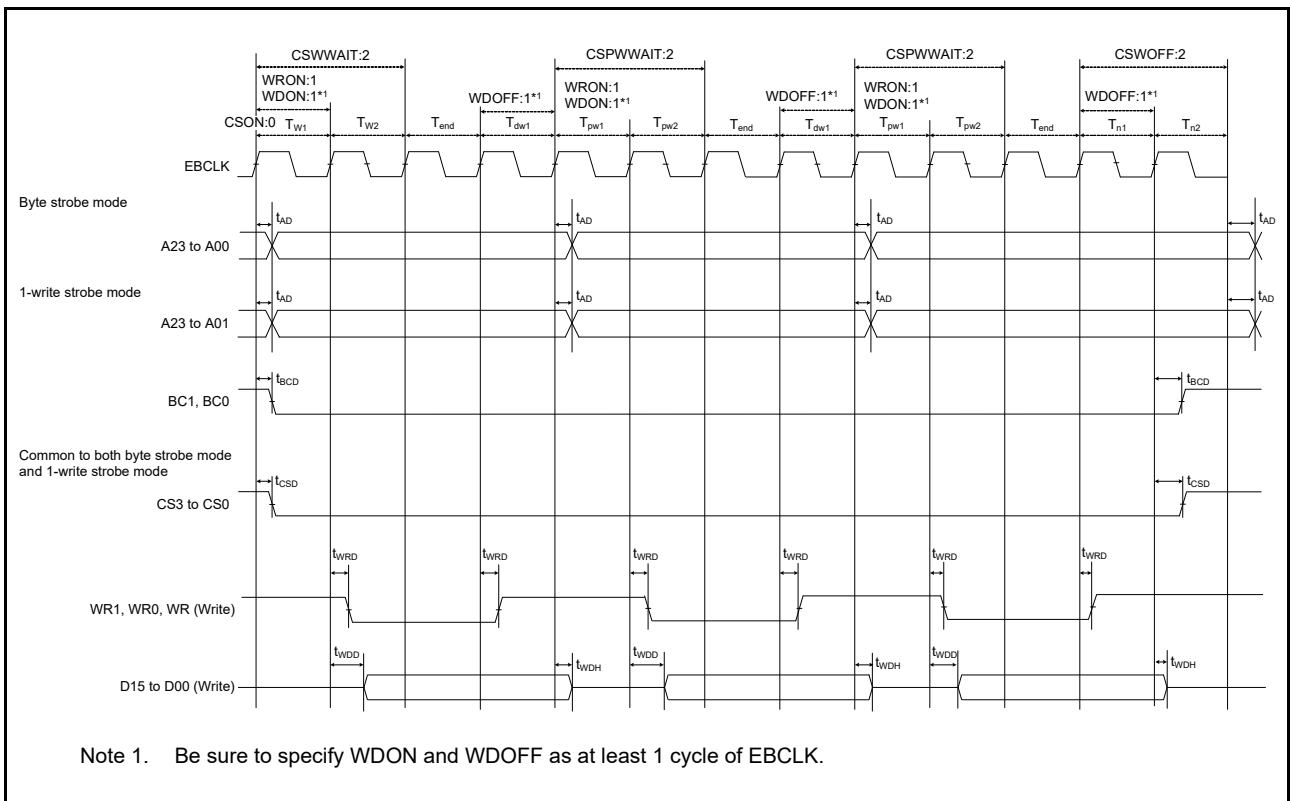 CSWWAIT:2 CSPWWAIT:2 CSPWWAIT:2 CSWOFF:2
WRON:1 WRON:1 WRON:1
WDON:1*1 WDOFF:1*1 WDON:1*1 WDOFF:1*1 WDON:1*1 WDOFF:1*1
CSON:0 TW1 TW2 Tend Tdw1 Tpw1 Tpw2 Tend Tdw1 Tpw1 Tpw2 Tend Tn1 Tn2
EBCLK
Byte strobe mode
tAD tAD tAD tAD
A23 to A00
1-write strobe mode
tAD tAD tAD tAD
A23 to A01
tBCD tBCD
BC1, BC0
Common to both byte strobe mode
and 1-write strobe mode
tCSD tCSD
CS3 to CS0
tWRD tWRD tWRD tWRD tWRD tWRD
WR1, WR0, WR (Write)
tWDD tWDH tWDD tWDH tWDD tWDH
D15 to D00 (Write)
Note 1. Be sure to specify WDON and WDOFF as at least 1 cycle of EBCLK.